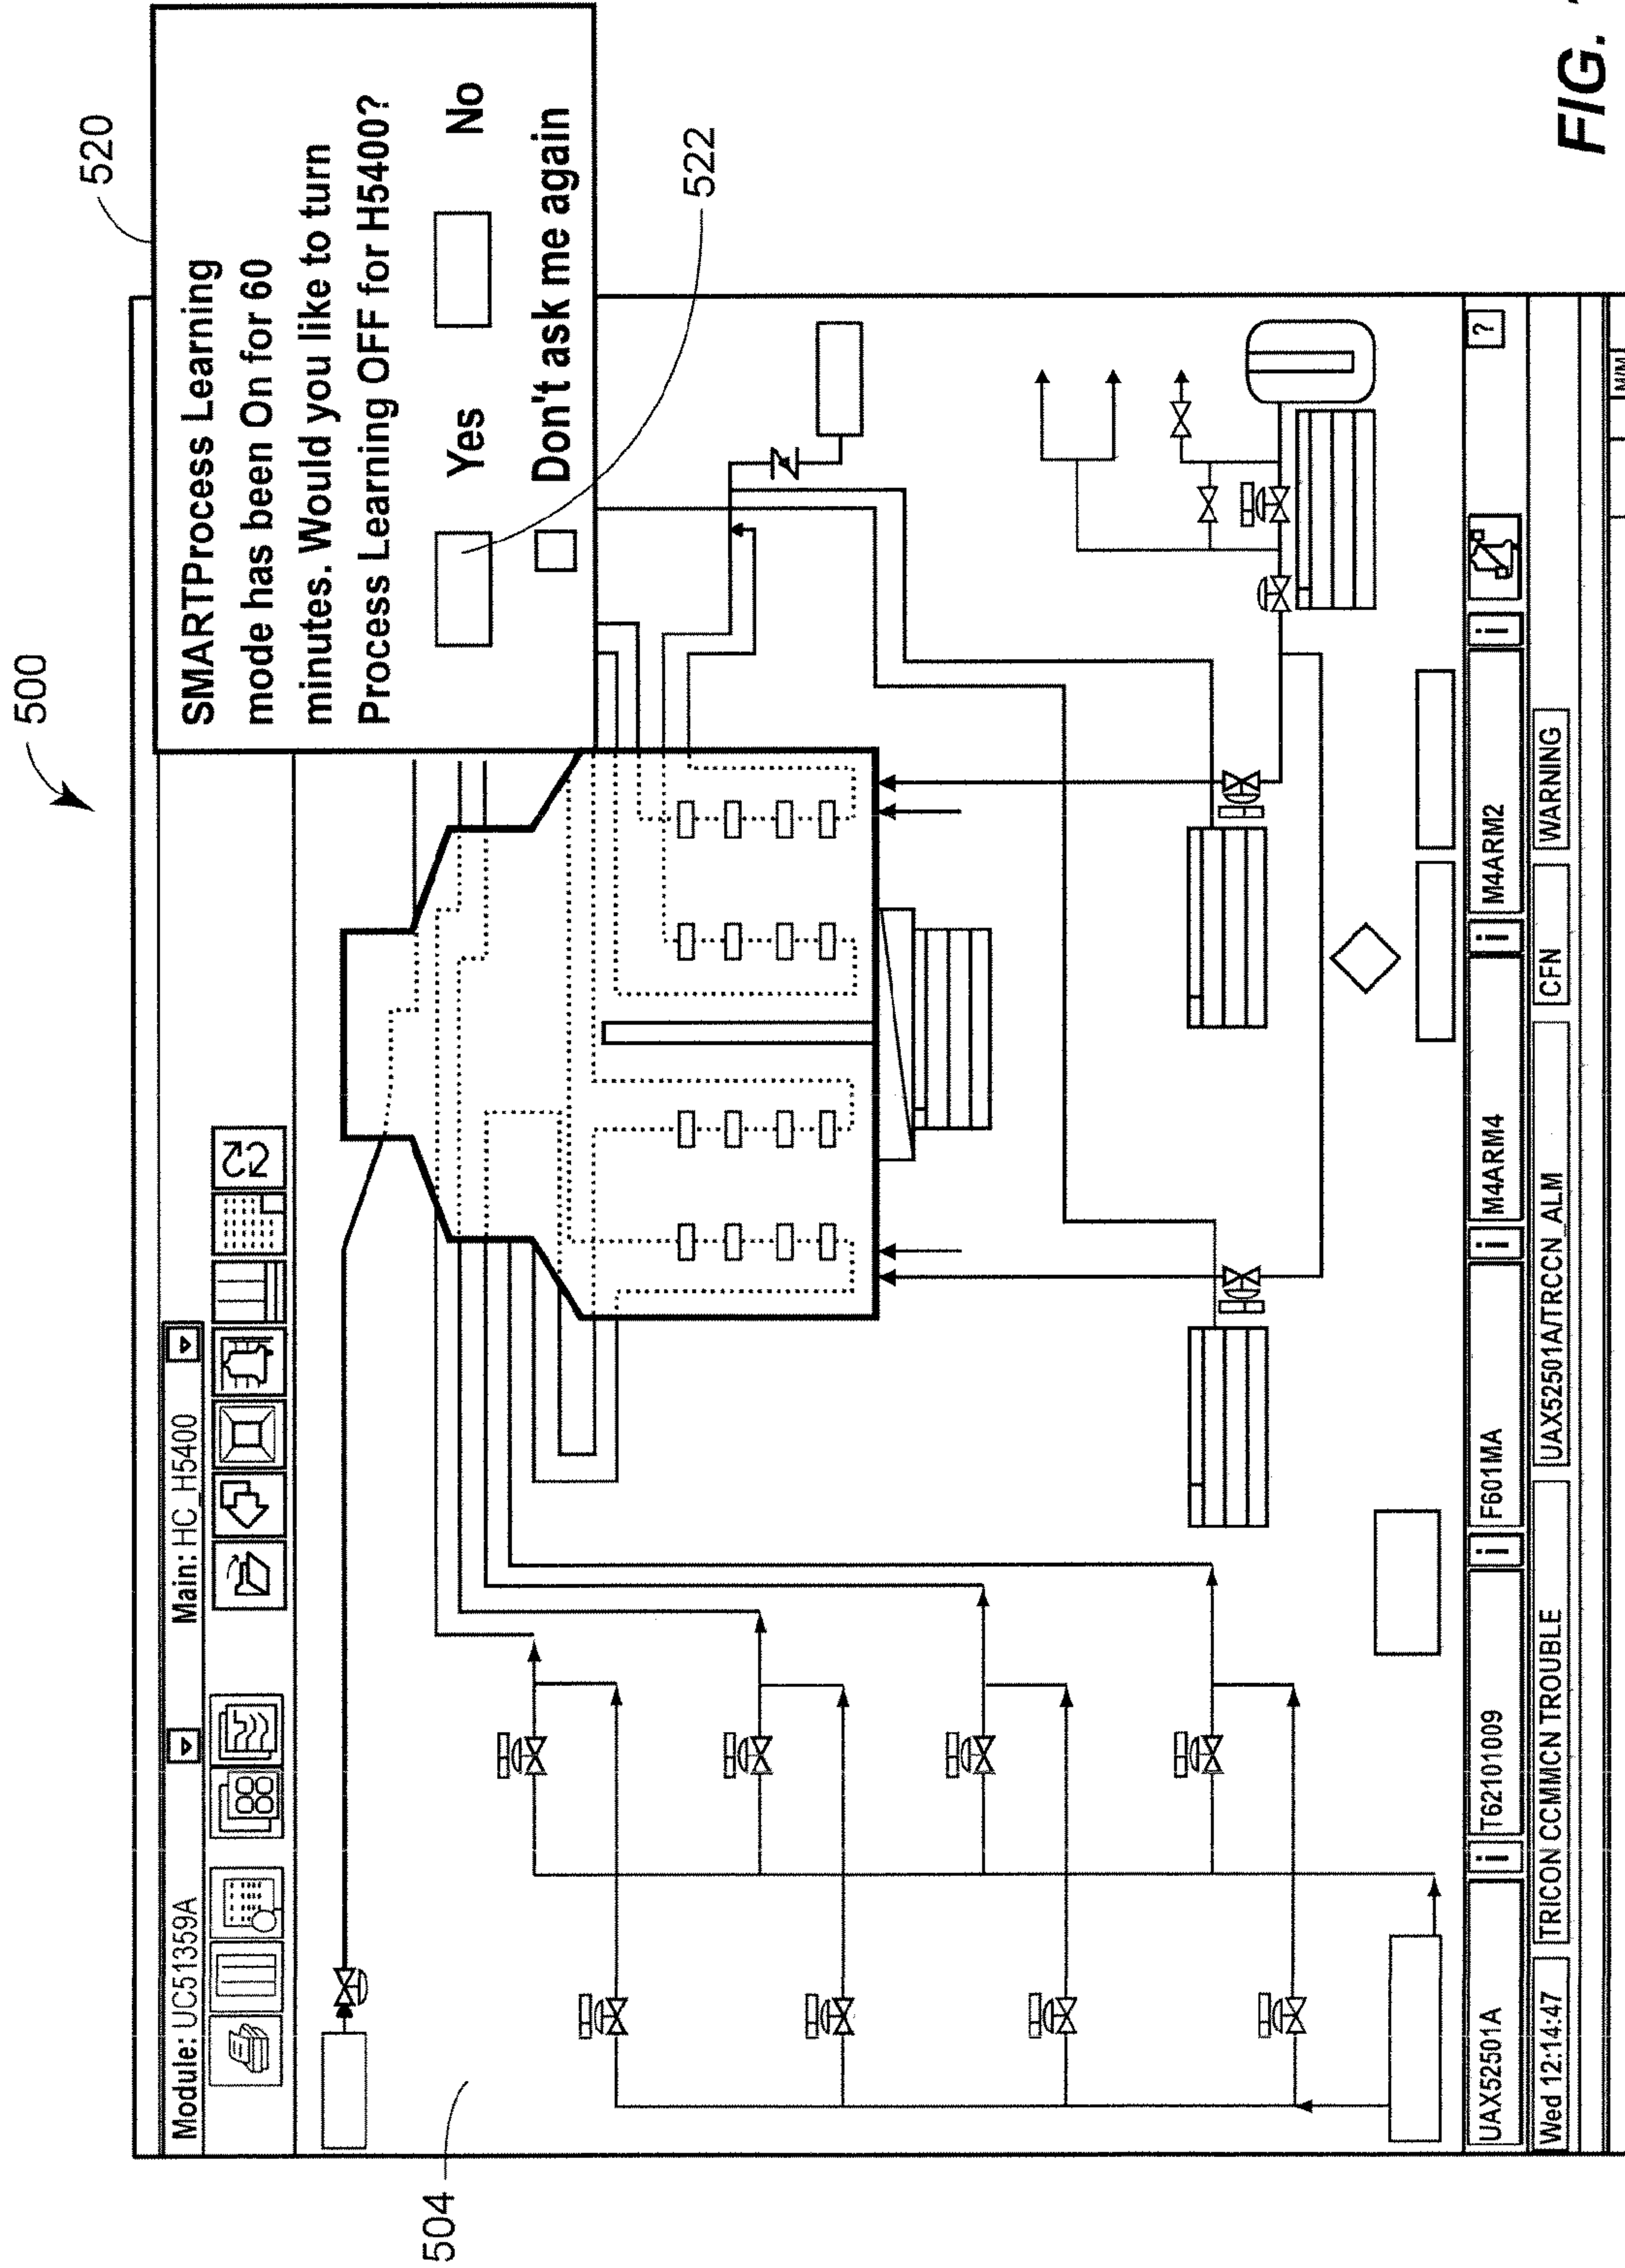 500
520
SMARTProcess Learning
mode has been On for 60
minutes. Would you like to turn
Process Learning OFF for H5400?
Yes No
Don't ask me again
522
Module: UC51359A Main: HC_H5400
504
UAX52501A i T62101009 i F601MA i M4ARM4 i M4ARM2 i ?
Wed 12:14:47 TRICON CCMMCN TROUBLE UAX52501A/TRCCN_ALM CFN WARNING
FIG.